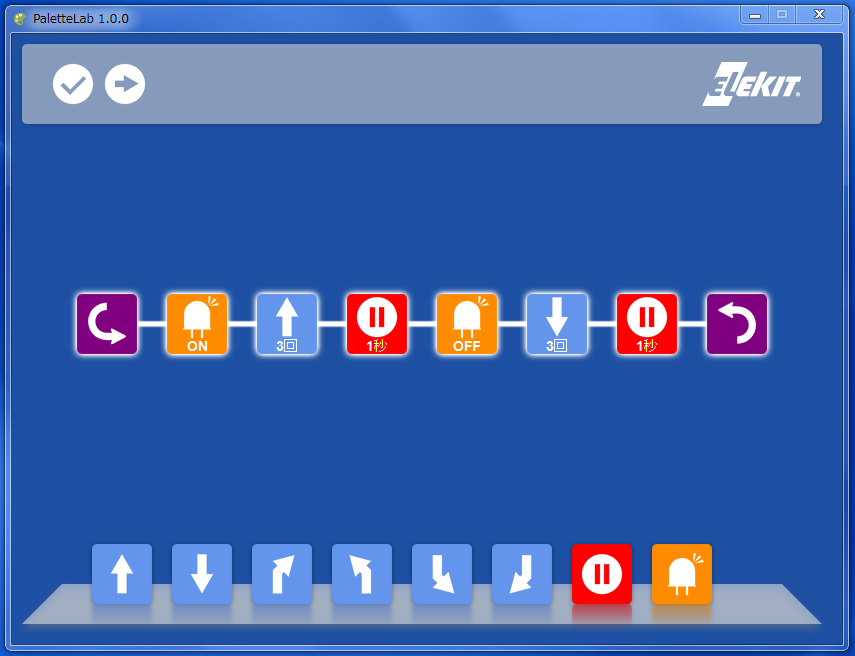 PaletteLab 1.0.0
ELEKIT
ON
3回
1秒
OFF
3回
1秒